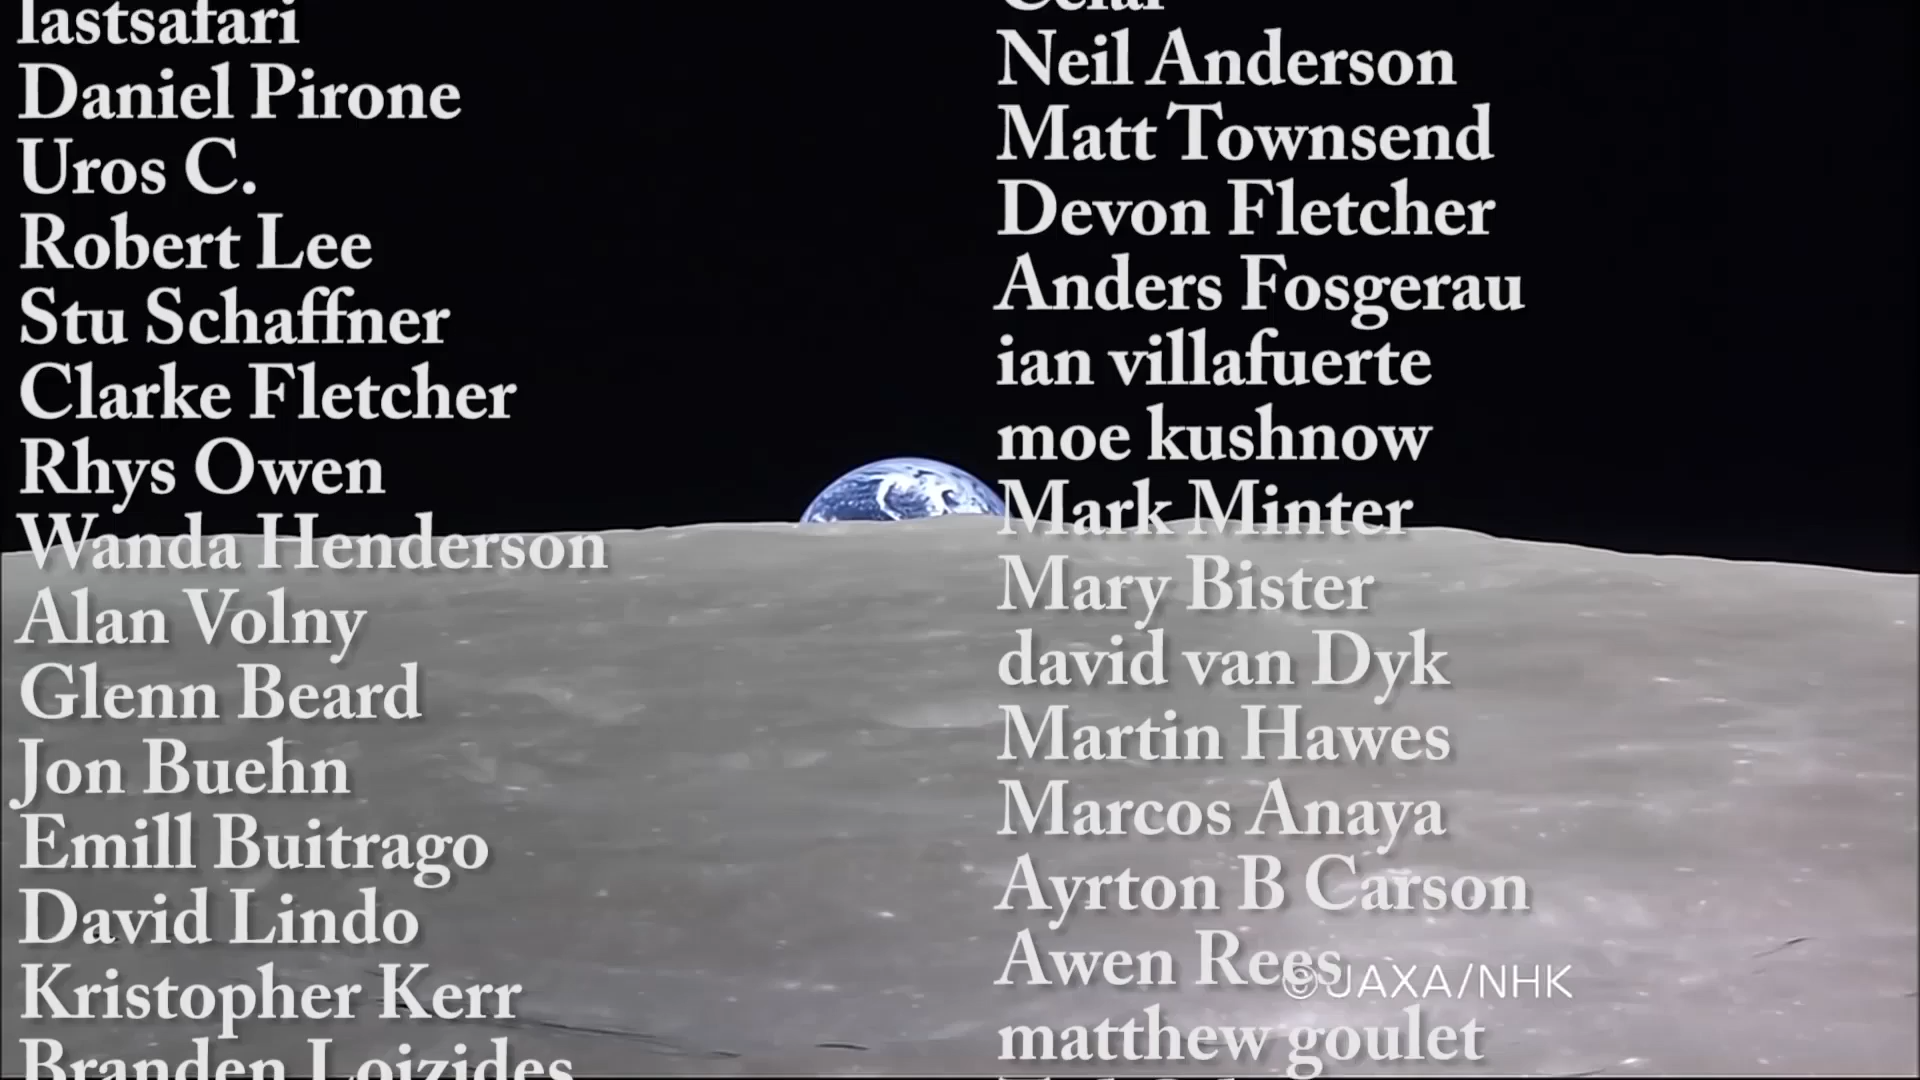 lastsafari
Daniel Pirone
Uros C.
Robert Lee
Stu Schaffner
Clarke Fletcher
Rhys Owen
Wanda Henderson
Alan Volny
Glenn Beard
Jon Buehn
Emill Buitrago
David Lindo
Kristopher Kerr
Branden Loizides
Neil Anderson
Matt Townsend
Devon Fletcher
Anders Fosgerau
ian villafuerte
moe kushnow
Mark Minter
Mary Bister
david van Dyk
Martin Hawes
Marcos Anaya
Ayrton B Carson
Awen Rees
©JAXA/NHK
matthew goulet